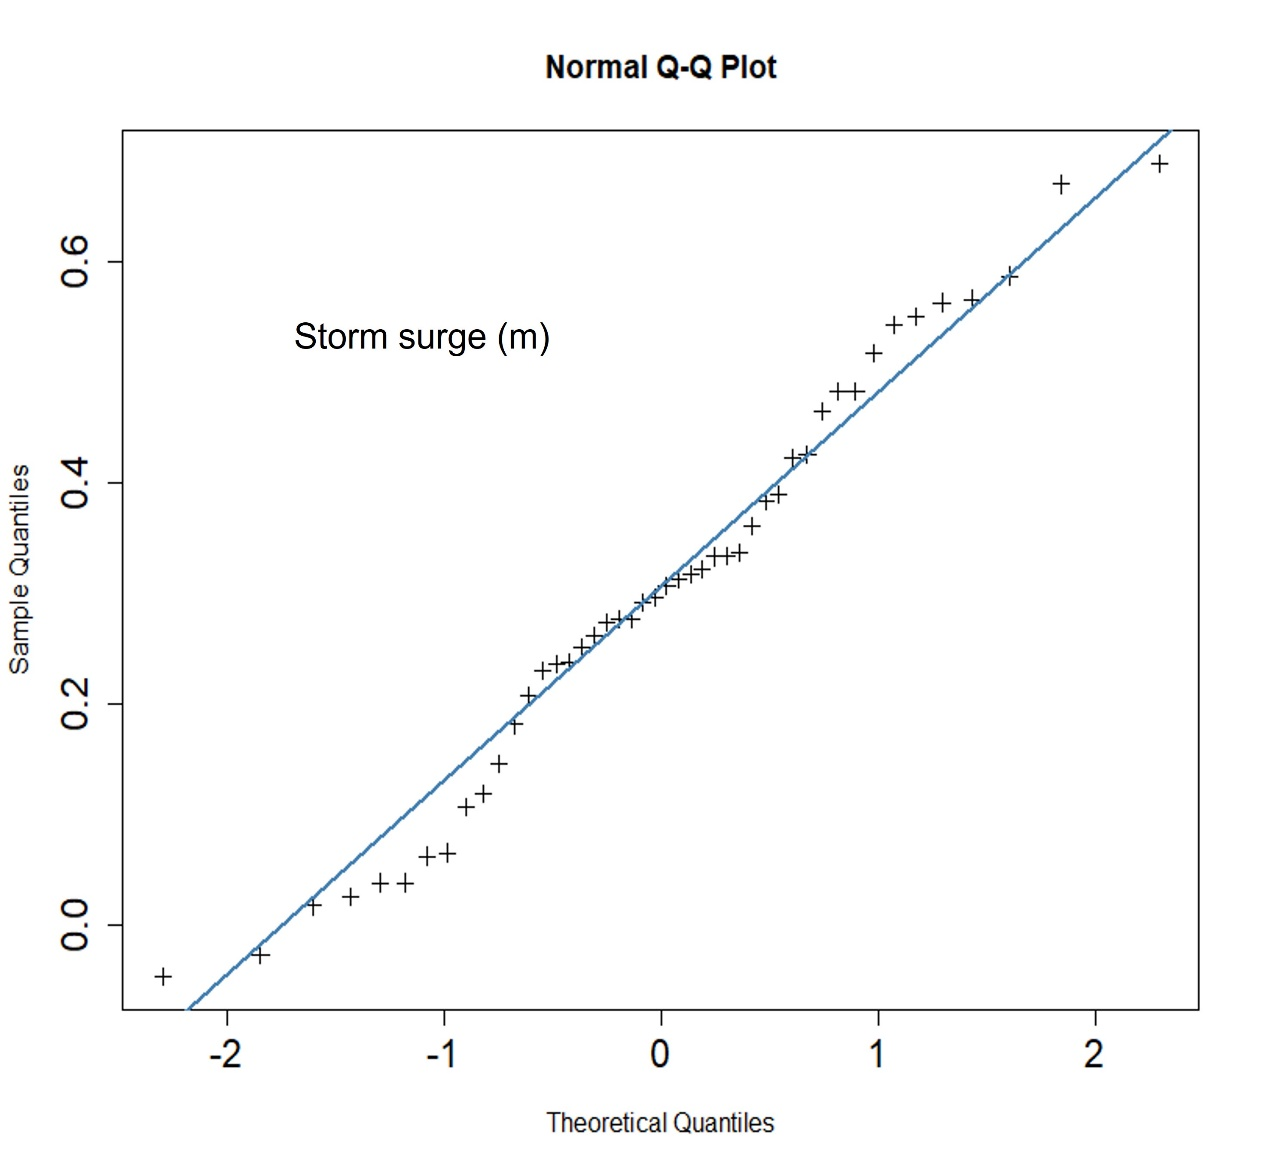 Normal Q-Q Plot
Storm surge (m)
Sample Quantiles
0.6
0.4
0.2
0.0
-2 -1 0 1 2
Theoretical Quantiles